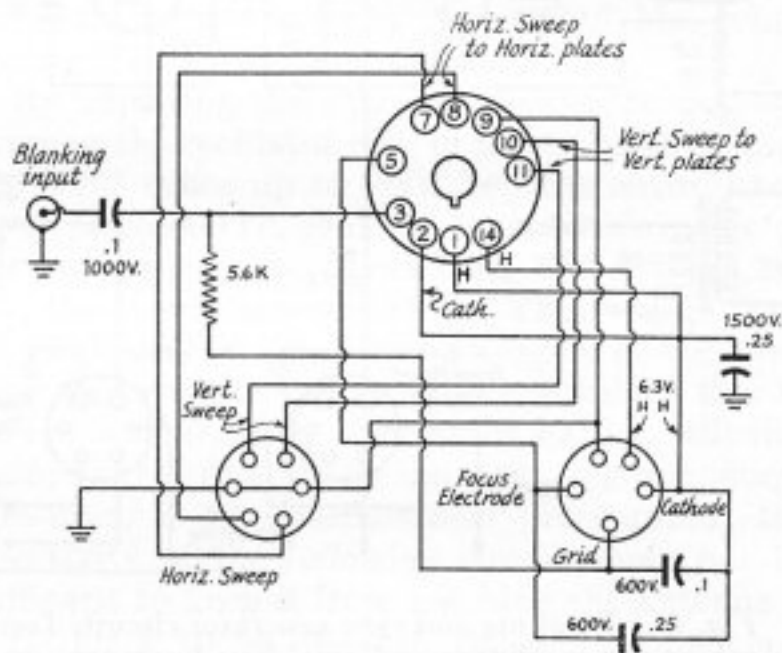 Horiz. Sweep
to Horiz. plates
7
8
9
10
11
5
3
2
1
14
H
H
Vert. Sweep to
Vert. plates
Blanking
input
.1
1000V.
5.6K
Cath.
1500V.
.25
Vert.
Sweep
6.3V.
H H
Focus
Electrode
Cathode
Grid
Horiz. Sweep
600V.
.1
600V.
.25